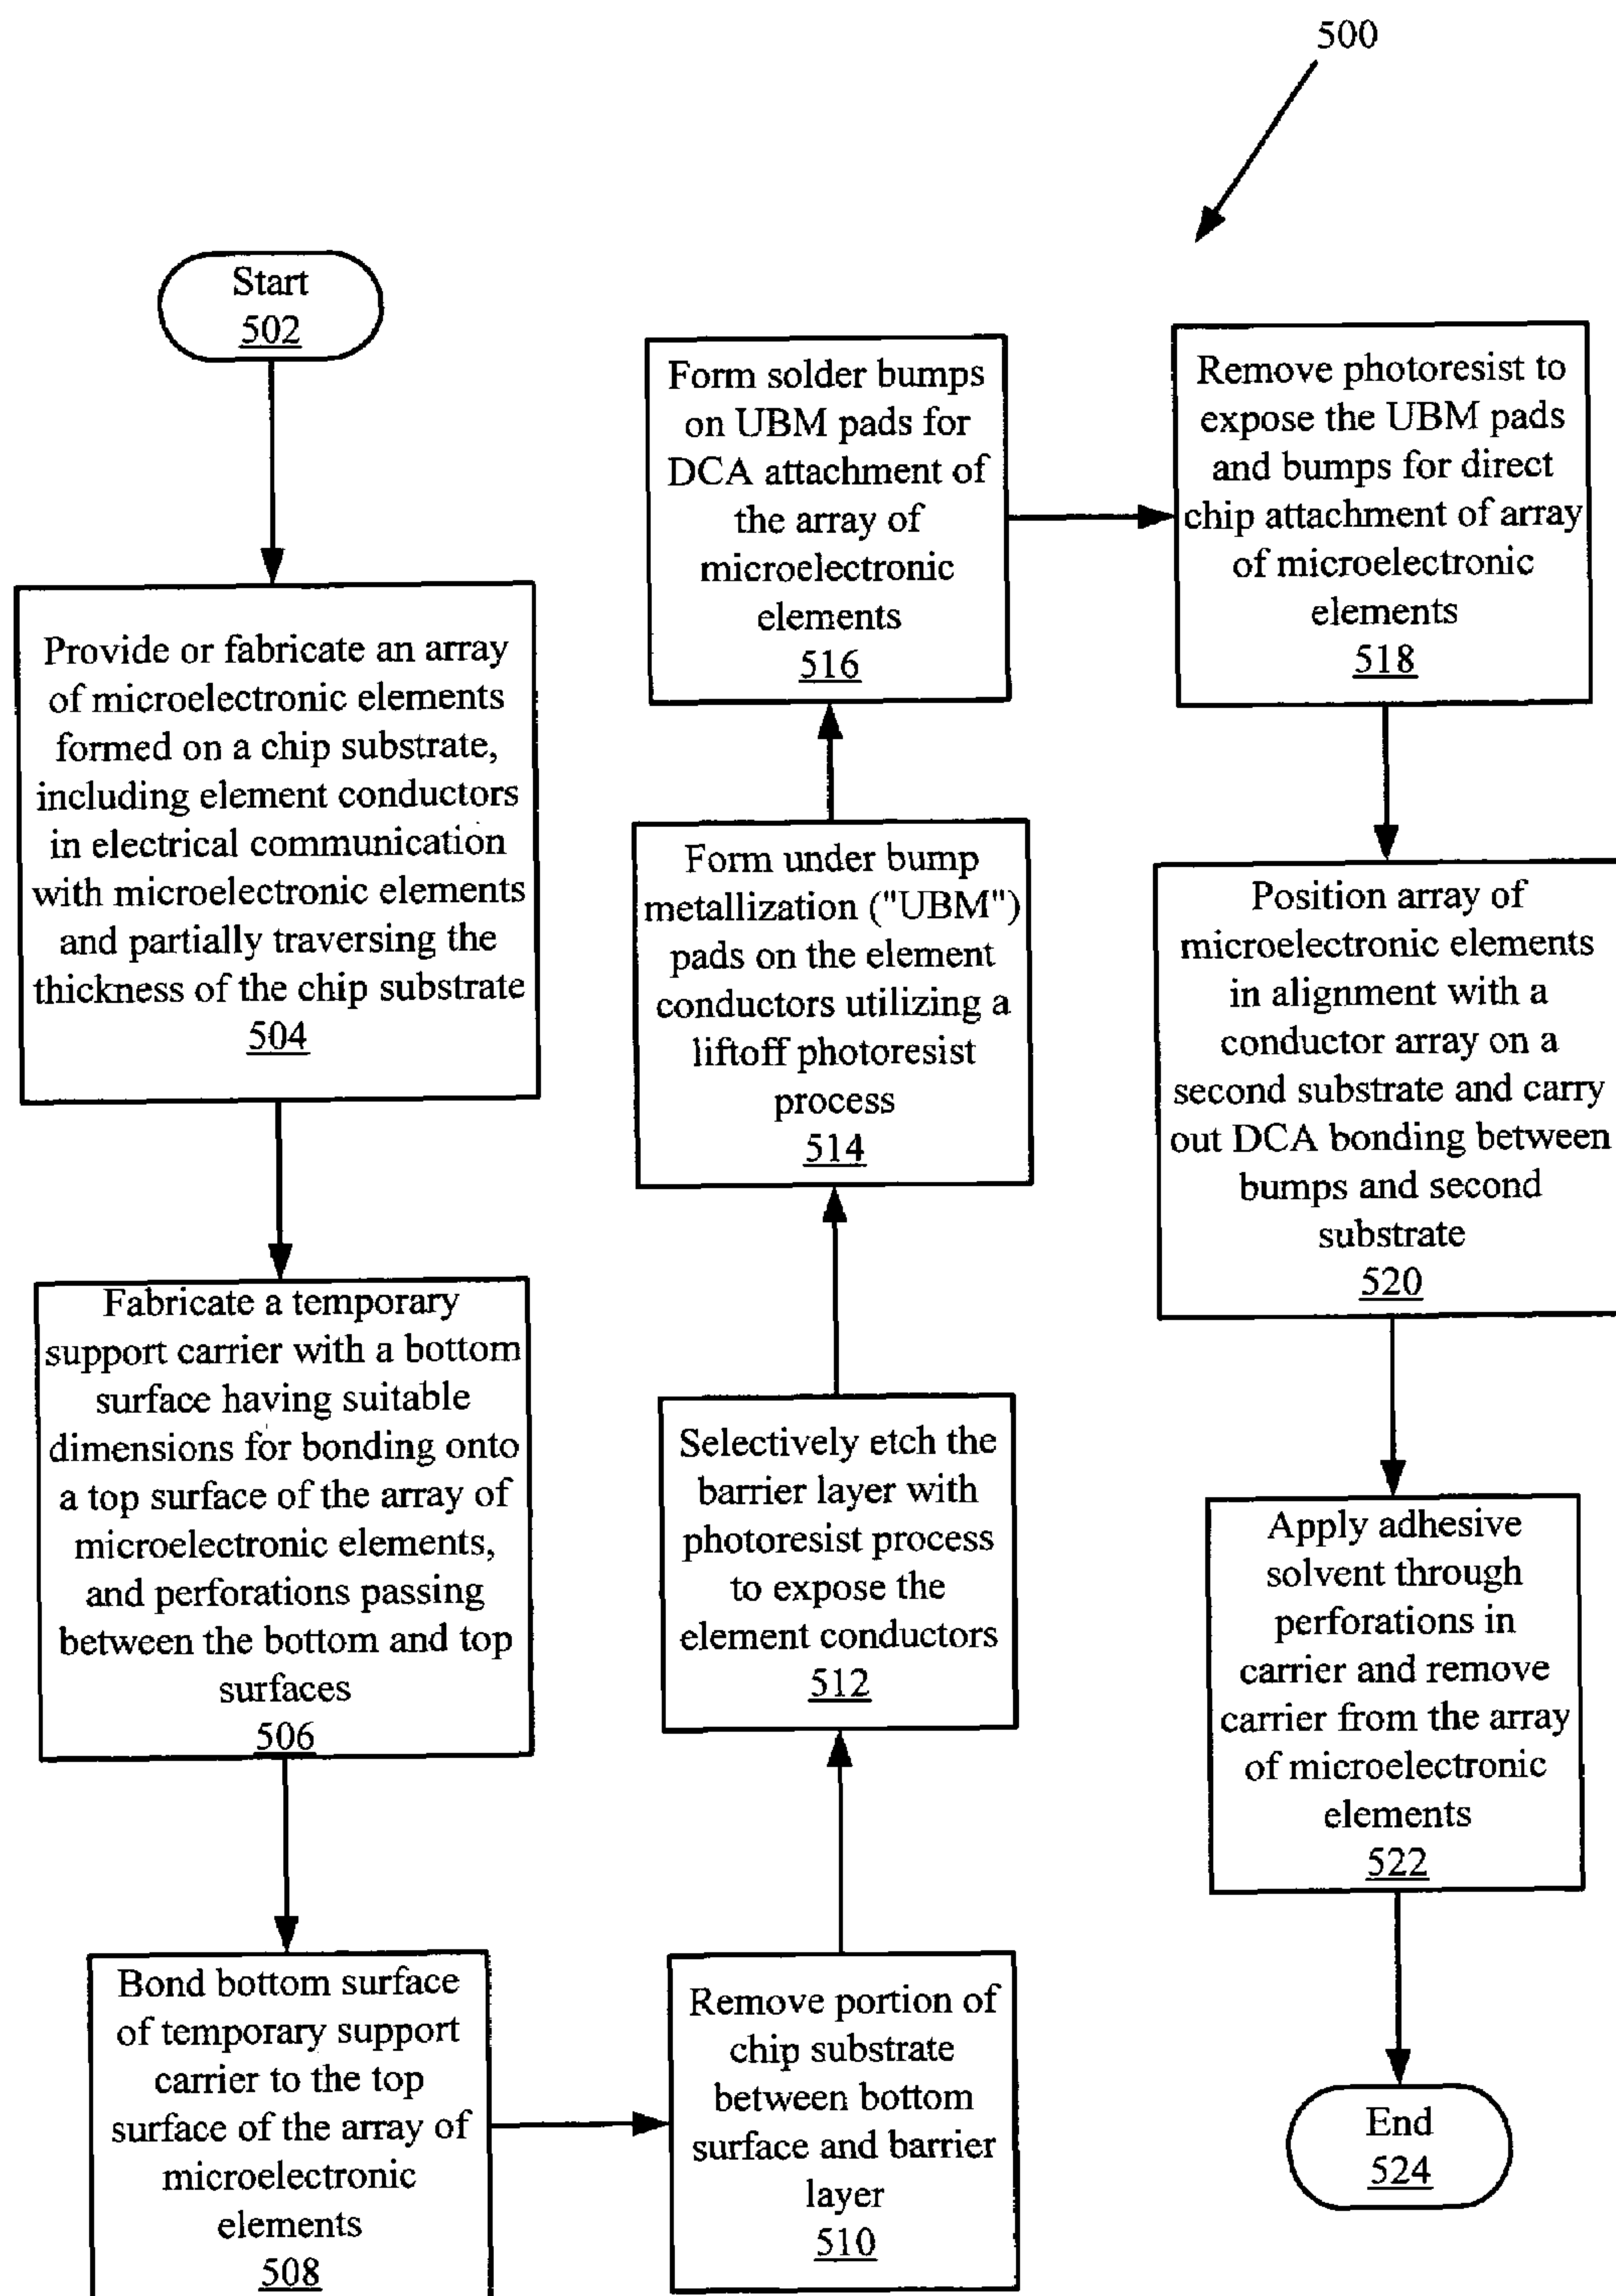 500
Start
502
Provide or fabricate an array
of microelectronic elements
formed on a chip substrate,
including element conductors
in electrical communication
with microelectronic elements
and partially traversing the
thickness of the chip substrate
504
Fabricate a temporary
support carrier with a bottom
surface having suitable
dimensions for bonding onto
a top surface of the array of
microelectronic elements,
and perforations passing
between the bottom and top
surfaces
506
Bond bottom surface
of temporary support
carrier to the top
surface of the array of
microelectronic
elements
508
Remove portion of
chip substrate
between bottom
surface and barrier
layer
510
Selectively etch the
barrier layer with
photoresist process
to expose the
element conductors
512
Form under bump
metallization ("UBM")
pads on the element
conductors utilizing a
liftoff photoresist
process
514
Form solder bumps
on UBM pads for
DCA attachment of
the array of
microelectronic
elements
516
Remove photoresist to
expose the UBM pads
and bumps for direct
chip attachment of array
of microelectronic
elements
518
Position array of
microelectronic elements
in alignment with a
conductor array on a
second substrate and carry
out DCA bonding between
bumps and second
substrate
520
Apply adhesive
solvent through
perforations in
carrier and remove
carrier from the array
of microelectronic
elements
522
End
524